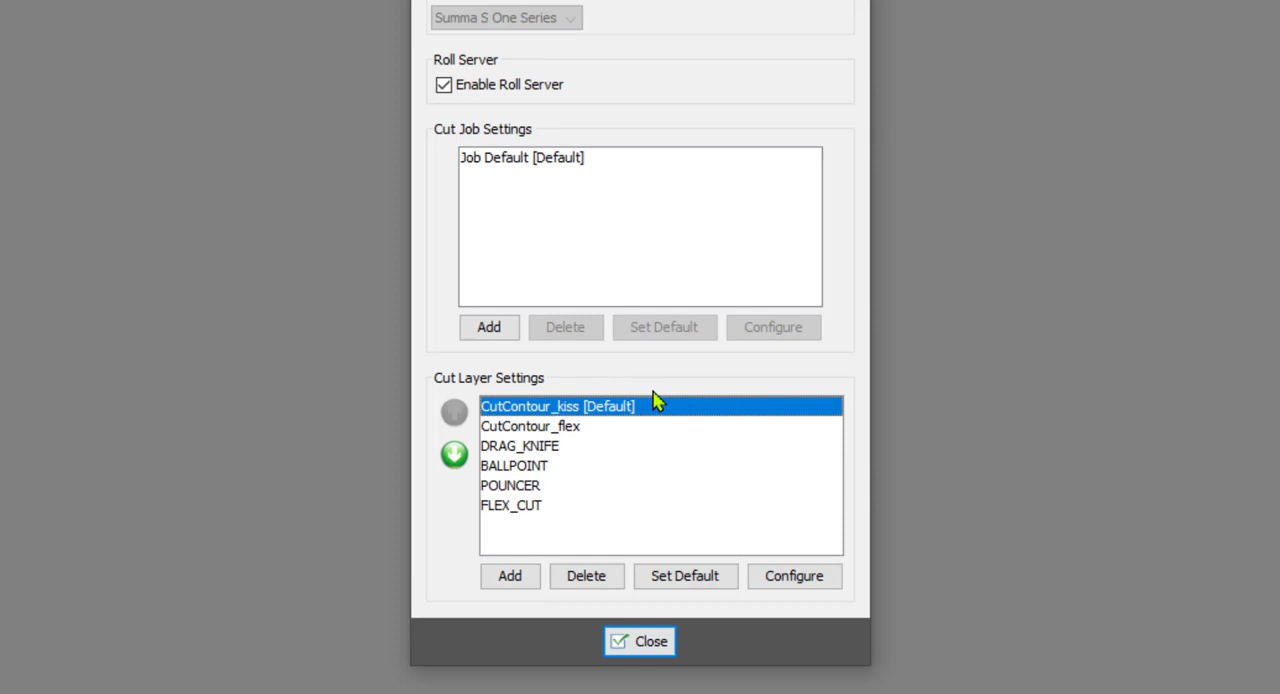 Summa S One Series
Roll Server
Enable Roll Server
Cut Job Settings
Job Default [Default]
Add
Delete
Set Default
Configure
Cut Layer Settings
CutContour_kiss [Default]
CutContour_flex
DRAG_KNIFE
BALLPOINT
POUNCER
FLEX_CUT
Add
Delete
Set Default
Configure
Close